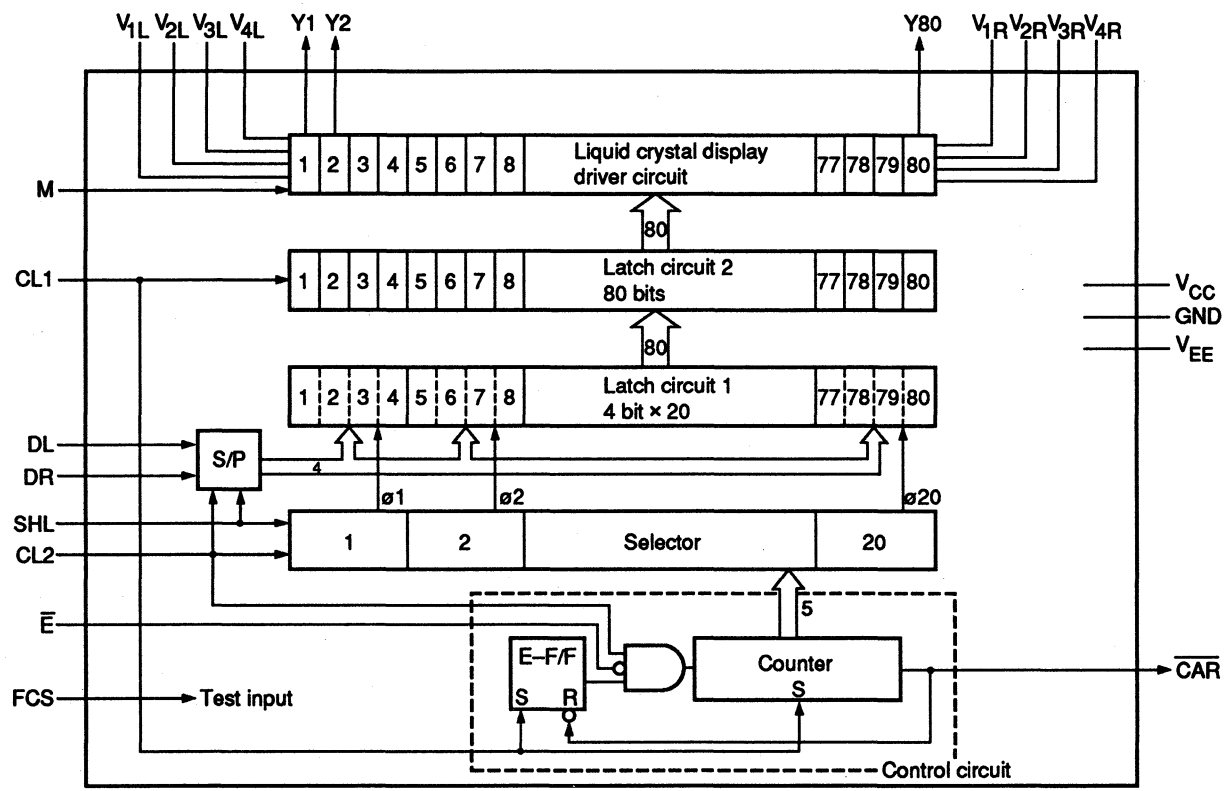 V1L V2L V3L V4L Y1 Y2 Y80 V1R V2R V3R V4R
1 2 3 4 5 6 7 8 Liquid crystal display driver circuit 77 78 79 80
M
80
CL1
1 2 3 4 5 6 7 8 Latch circuit 2 80 bits 77 78 79 80
VCC
GND
VEE
80
1 2 3 4 5 6 7 8 Latch circuit 1 4 bit × 20 77 78 79 80
DL
S/P
4
DR
ø1 ø2 ø20
SHL
1 2 Selector 20
CL2
5
E̅
E–F/F
Counter
C̅A̅R̅
S R
S
FCS Test input
Control circuit